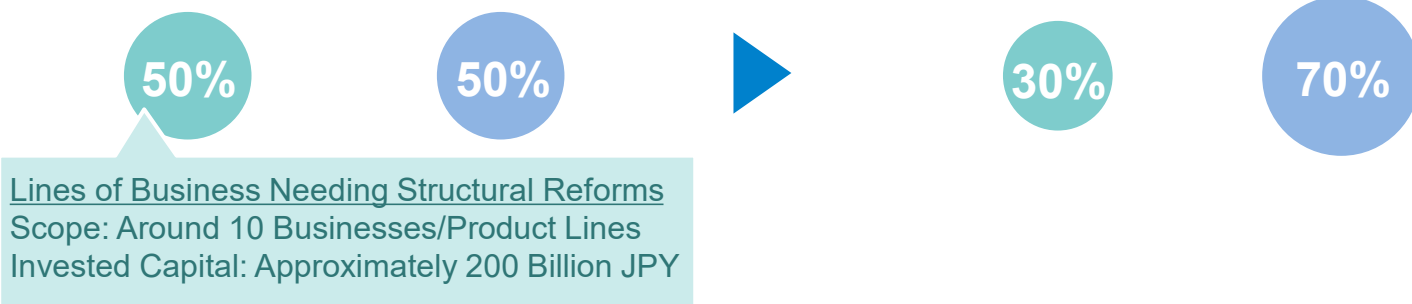 50%
50%
30%
70%
Lines of Business Needing Structural Reforms
Scope: Around 10 Businesses/Product Lines
Invested Capital: Approximately 200 Billion JPY